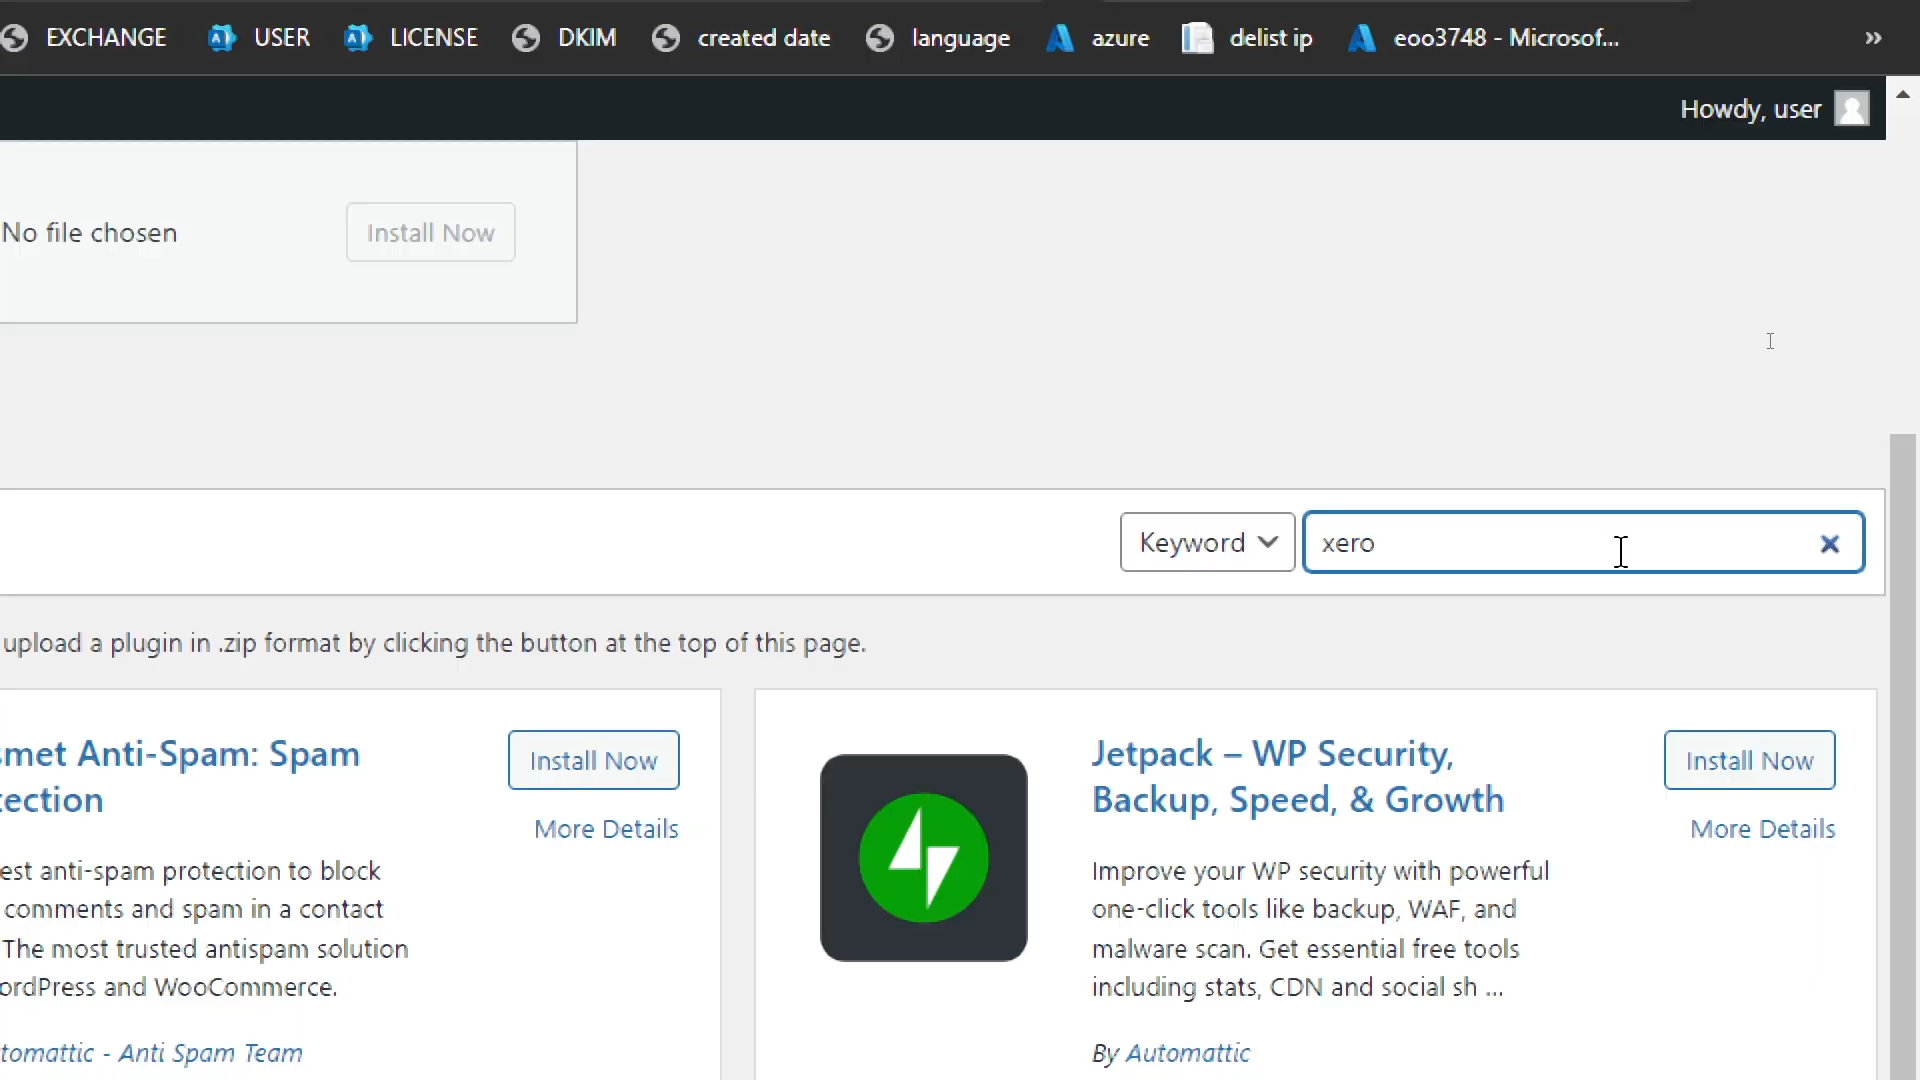 EXCHANGE USER LICENSE DKIM created date language azure delist ip eoo3748 - Microsof... »
Howdy, user
No file chosen Install Now
Keyword xero
upload a plugin in .zip format by clicking the button at the top of this page.
smet Anti-Spam: Spam
tection
Install Now
More Details
est anti-spam protection to block
comments and spam in a contact
The most trusted antispam solution
ordPress and WooCommerce.
tomattic - Anti Spam Team
Jetpack – WP Security,
Backup, Speed, & Growth
Install Now
More Details
Improve your WP security with powerful
one-click tools like backup, WAF, and
malware scan. Get essential free tools
including stats, CDN and social sh ...
By Automattic